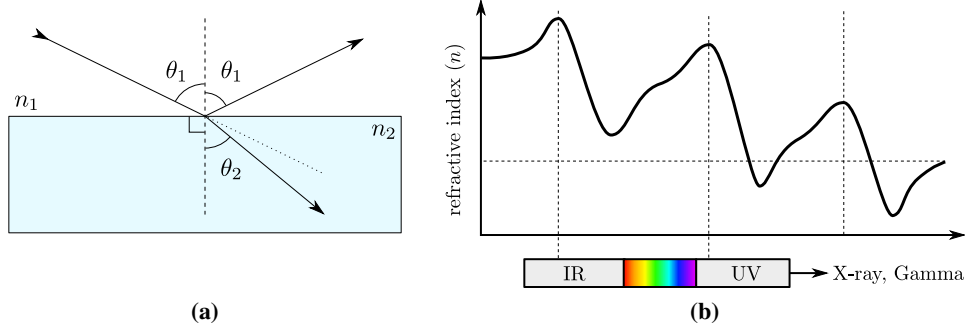 θ₁ θ₁
n₁
n₂
θ₂
(a)
refractive index (n)
IR UV X-ray, Gamma
(b)